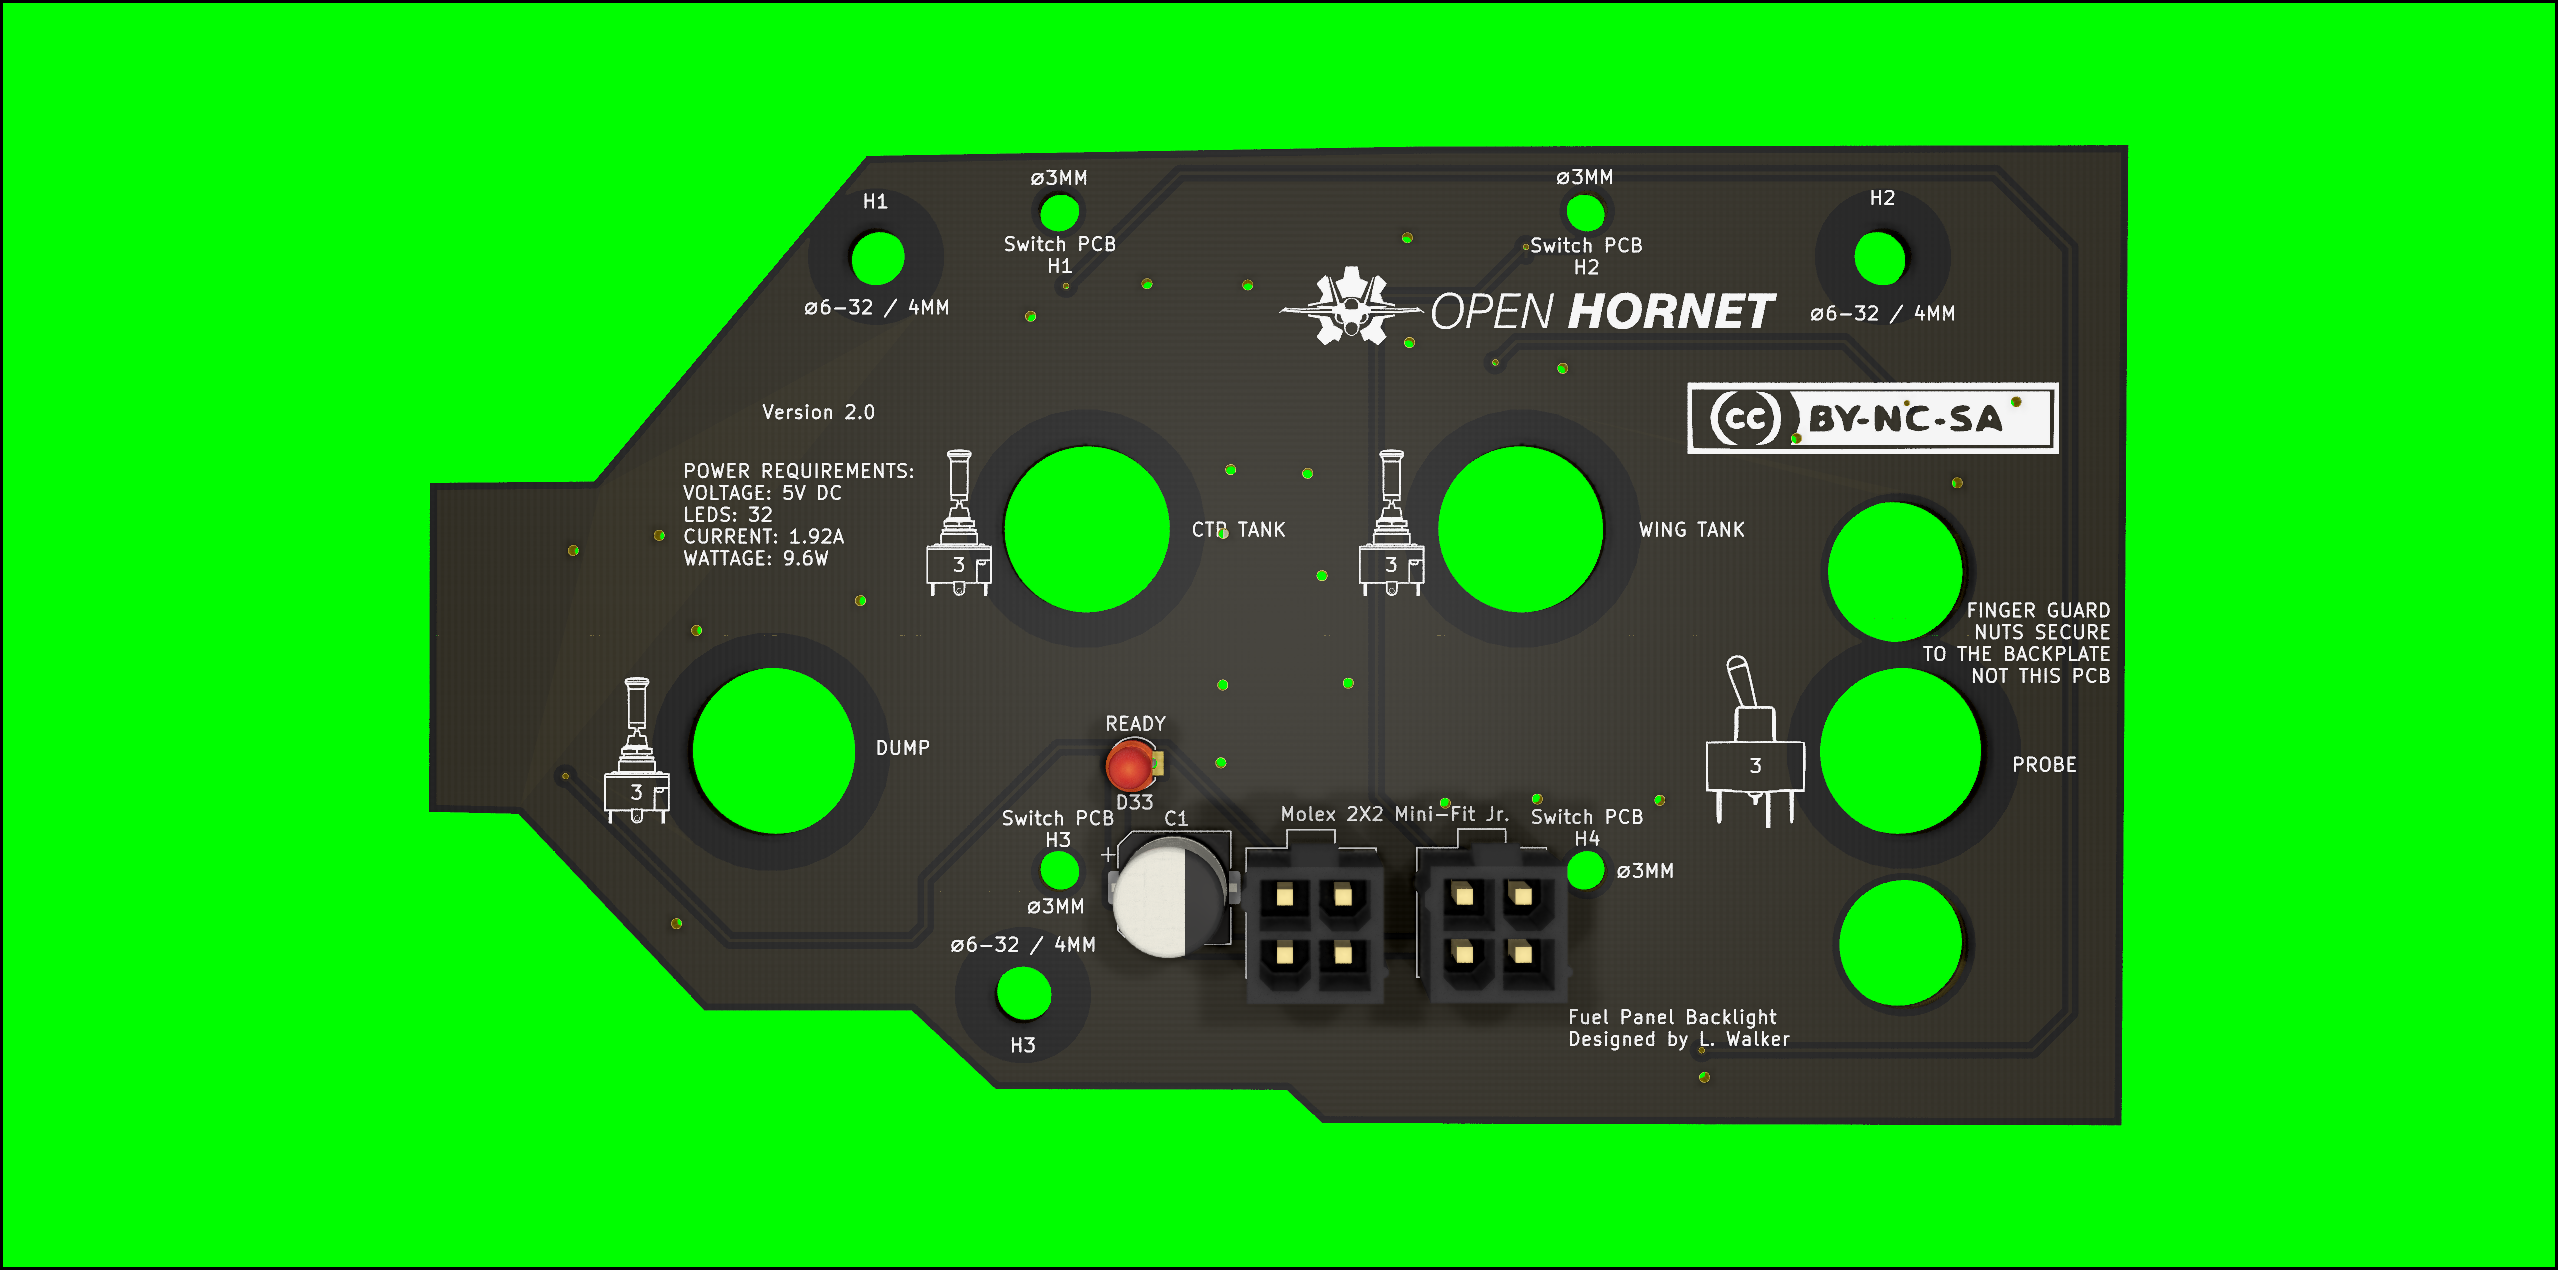 ø3MM
ø3MM
H1
H2
Switch PCB
H1
Switch PCB
H2
ø6-32 / 4MM
OPEN HORNET
ø6-32 / 4MM
Version 2.0
cc BY-NC-SA
POWER REQUIREMENTS:
VOLTAGE: 5V DC
LEDS: 32
CURRENT: 1.92A
WATTAGE: 9.6W
3
CTR TANK
3
WING TANK
FINGER GUARD
NUTS SECURE
TO THE BACKPLATE
NOT THIS PCB
3
DUMP
READY
D33
3
PROBE
Switch PCB
H3
ø3MM
C1
+
Molex 2X2 Mini-Fit Jr.
Switch PCB
H4
ø3MM
ø6-32 / 4MM
H3
Fuel Panel Backlight
Designed by L. Walker